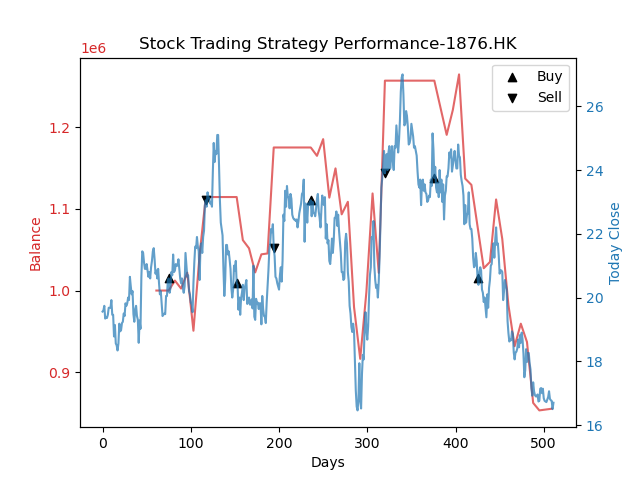 Stock Trading Strategy Performance-1876.HK
1e6
Buy
Sell
1.2
1.1
1.0
0.9
Balance
26
24
22
20
18
16
Today Close
0
100
200
300
400
500
Days